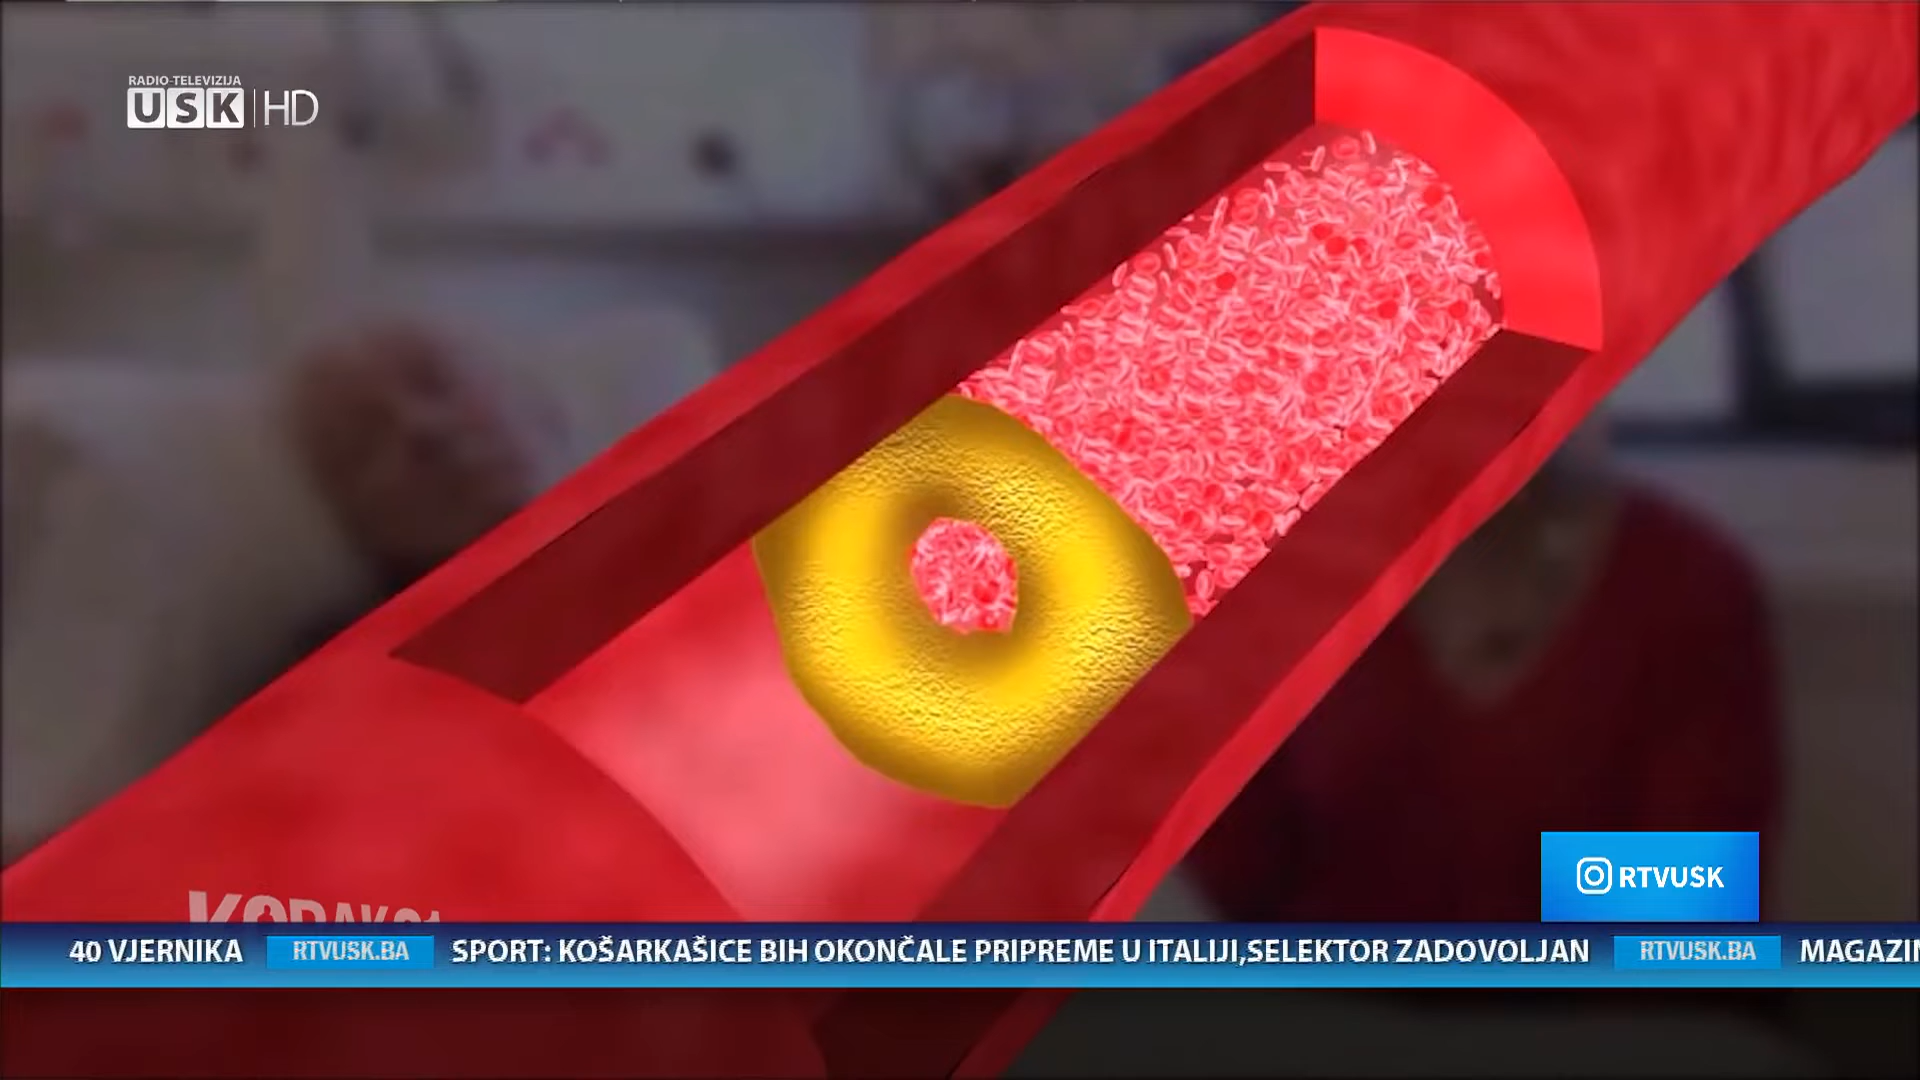 RADIO-TELEVIZIJA
USK HD
RTVUSK
40 VJERNIKA RTVUSK.BA SPORT: KOŠARKAŠICE BIH OKONČALE PRIPREME U ITALIJI,SELEKTOR ZADOVOLJAN RTVUSK.BA MAGAZIN